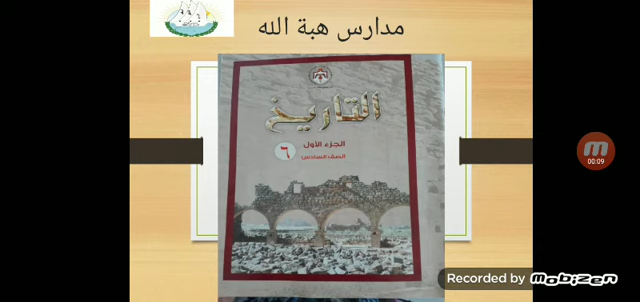 مدارس هبة الله
التاريخ
الجزء الأول
الصف السادس
٦
00:09
Recorded by MOBIZEN